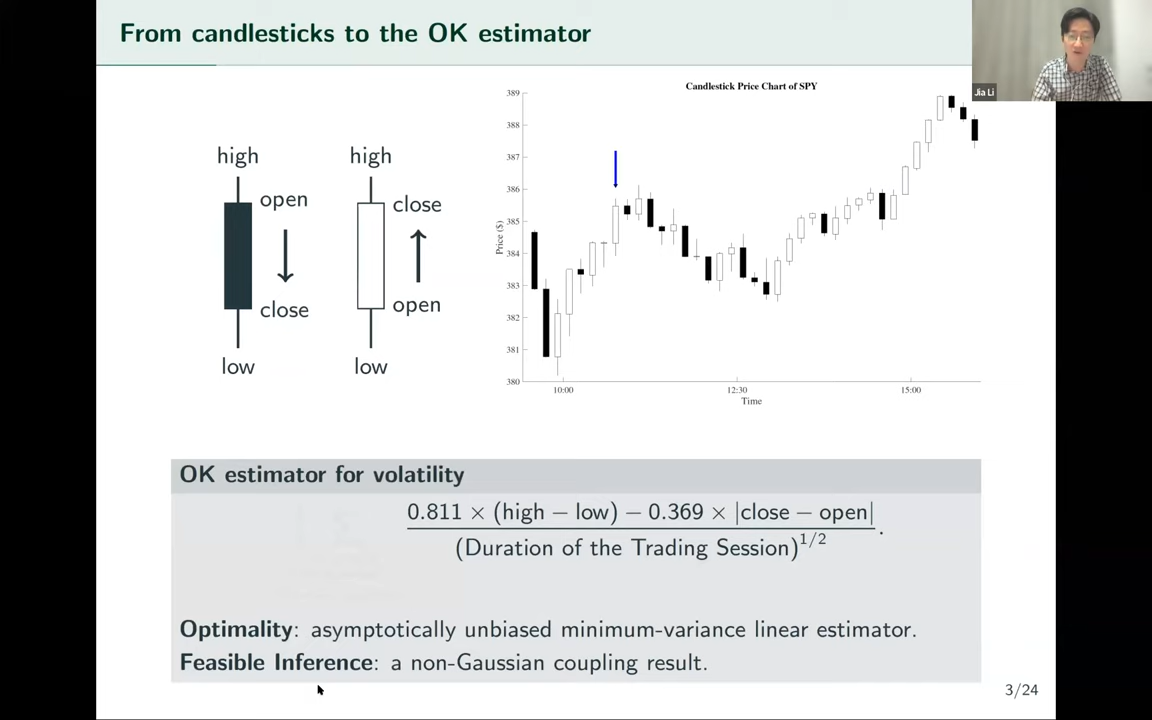 From candlesticks to the OK estimator
Jia Li
high
open
close
low
high
close
open
low
Candlestick Price Chart of SPY
389
388
387
386
385
384
383
382
381
380
Price ($)
10:00
12:30
15:00
Time
OK estimator for volatility
0.811 × (high − low) − 0.369 × |close − open|
(Duration of the Trading Session)^1/2 .
Optimality: asymptotically unbiased minimum-variance linear estimator.
Feasible Inference: a non-Gaussian coupling result.
3/24